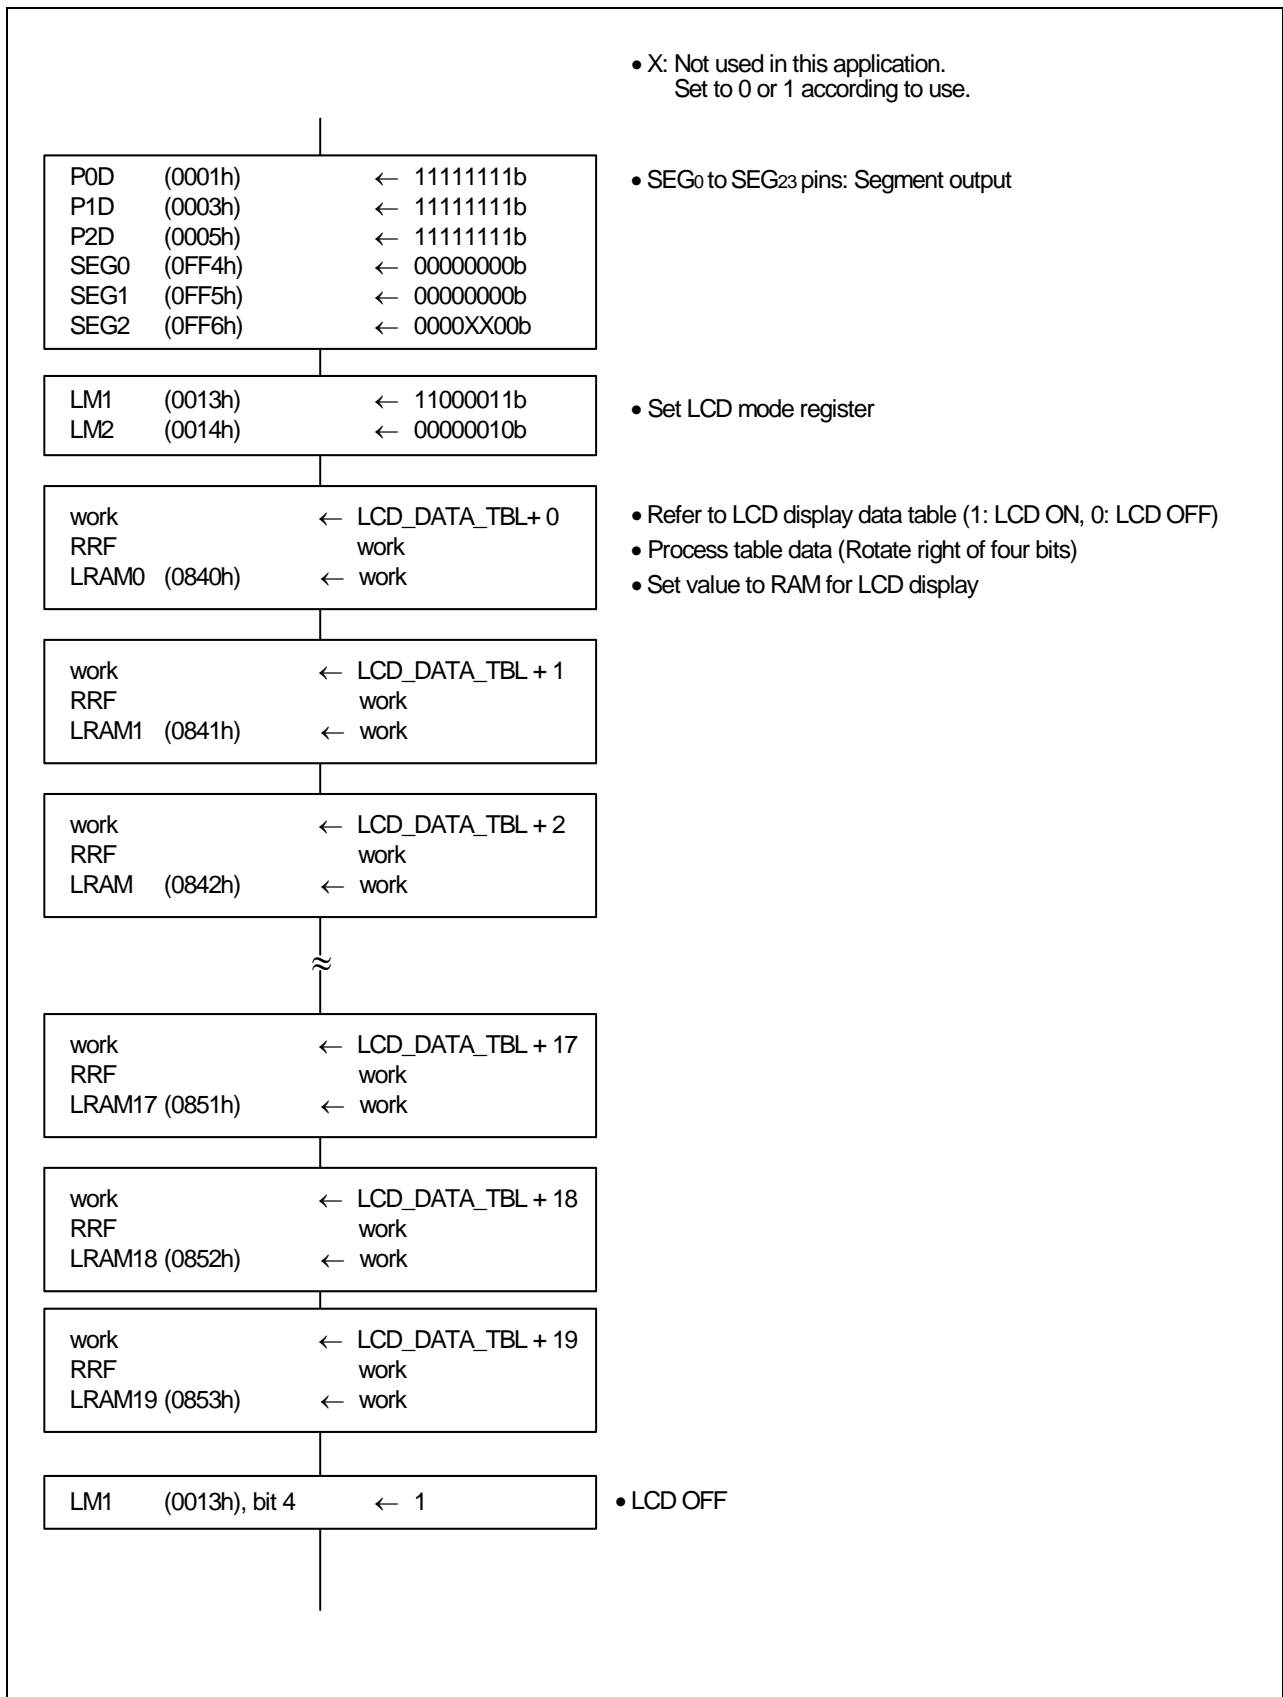 • X: Not used in this application.
Set to 0 or 1 according to use.
P0D (0001h) ← 11111111b
• SEG0 to SEG23 pins: Segment output
P1D (0003h) ← 11111111b
P2D (0005h) ← 11111111b
SEG0 (0FF4h) ← 00000000b
SEG1 (0FF5h) ← 00000000b
SEG2 (0FF6h) ← 0000XX00b
LM1 (0013h) ← 11000011b
• Set LCD mode register
LM2 (0014h) ← 00000010b
work ← LCD_DATA_TBL+ 0
• Refer to LCD display data table (1: LCD ON, 0: LCD OFF)
RRF work
• Process table data (Rotate right of four bits)
LRAM0 (0840h) ← work
• Set value to RAM for LCD display
work ← LCD_DATA_TBL + 1
RRF work
LRAM1 (0841h) ← work
work ← LCD_DATA_TBL + 2
RRF work
LRAM (0842h) ← work
≈
work ← LCD_DATA_TBL + 17
RRF work
LRAM17 (0851h) ← work
work ← LCD_DATA_TBL + 18
RRF work
LRAM18 (0852h) ← work
work ← LCD_DATA_TBL + 19
RRF work
LRAM19 (0853h) ← work
LM1 (0013h), bit 4 ← 1
• LCD OFF